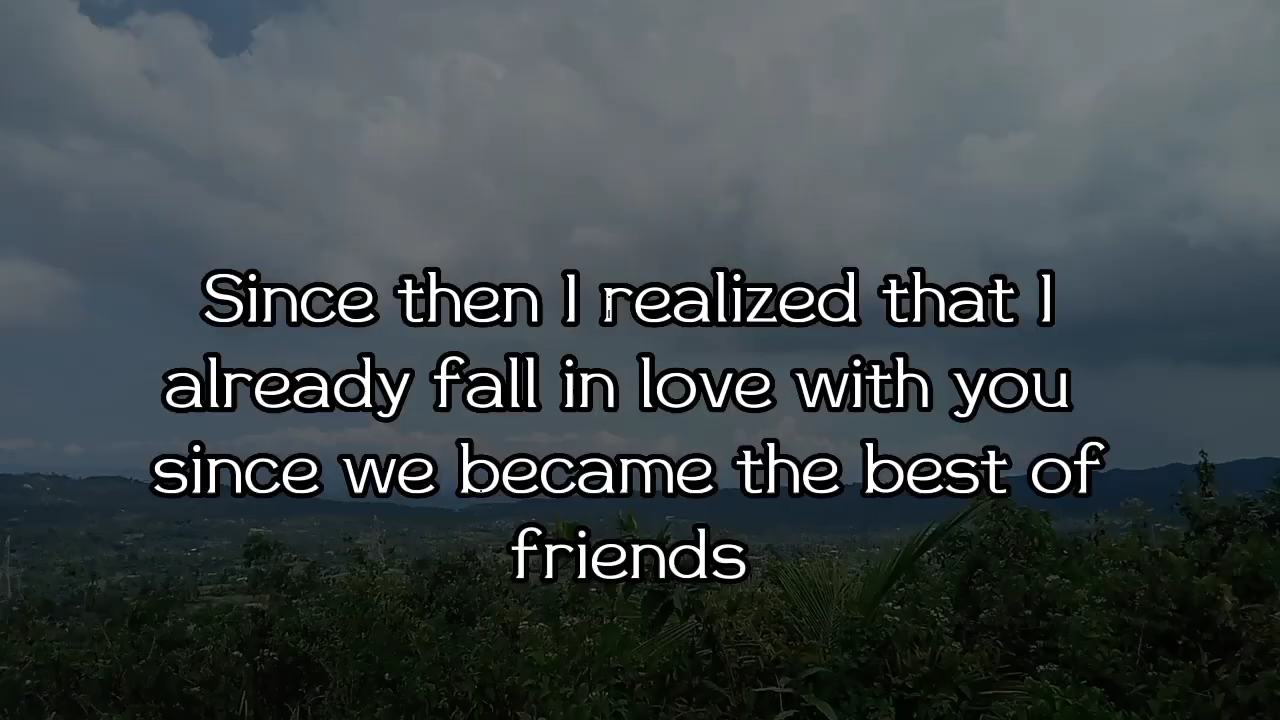 Since then I realized that I
already fall in love with you
since we became the best of
friends